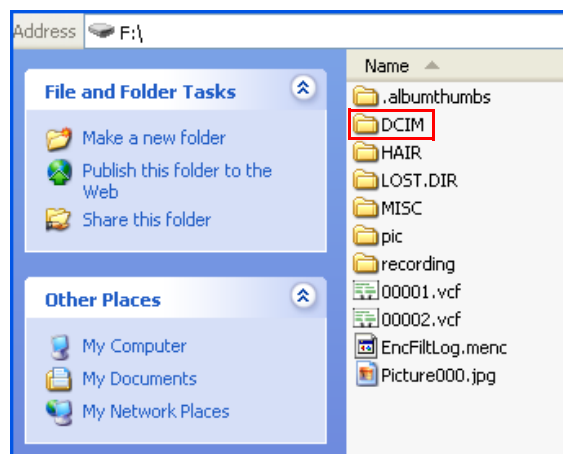 Address F:\
File and Folder Tasks
Make a new folder
Publish this folder to the
Web
Share this folder
Other Places
My Computer
My Documents
My Network Places
Name
.albumthumbs
DCIM
HAIR
LOST.DIR
MISC
pic
recording
00001.vcf
00002.vcf
EncFiltLog.menc
Picture000.jpg